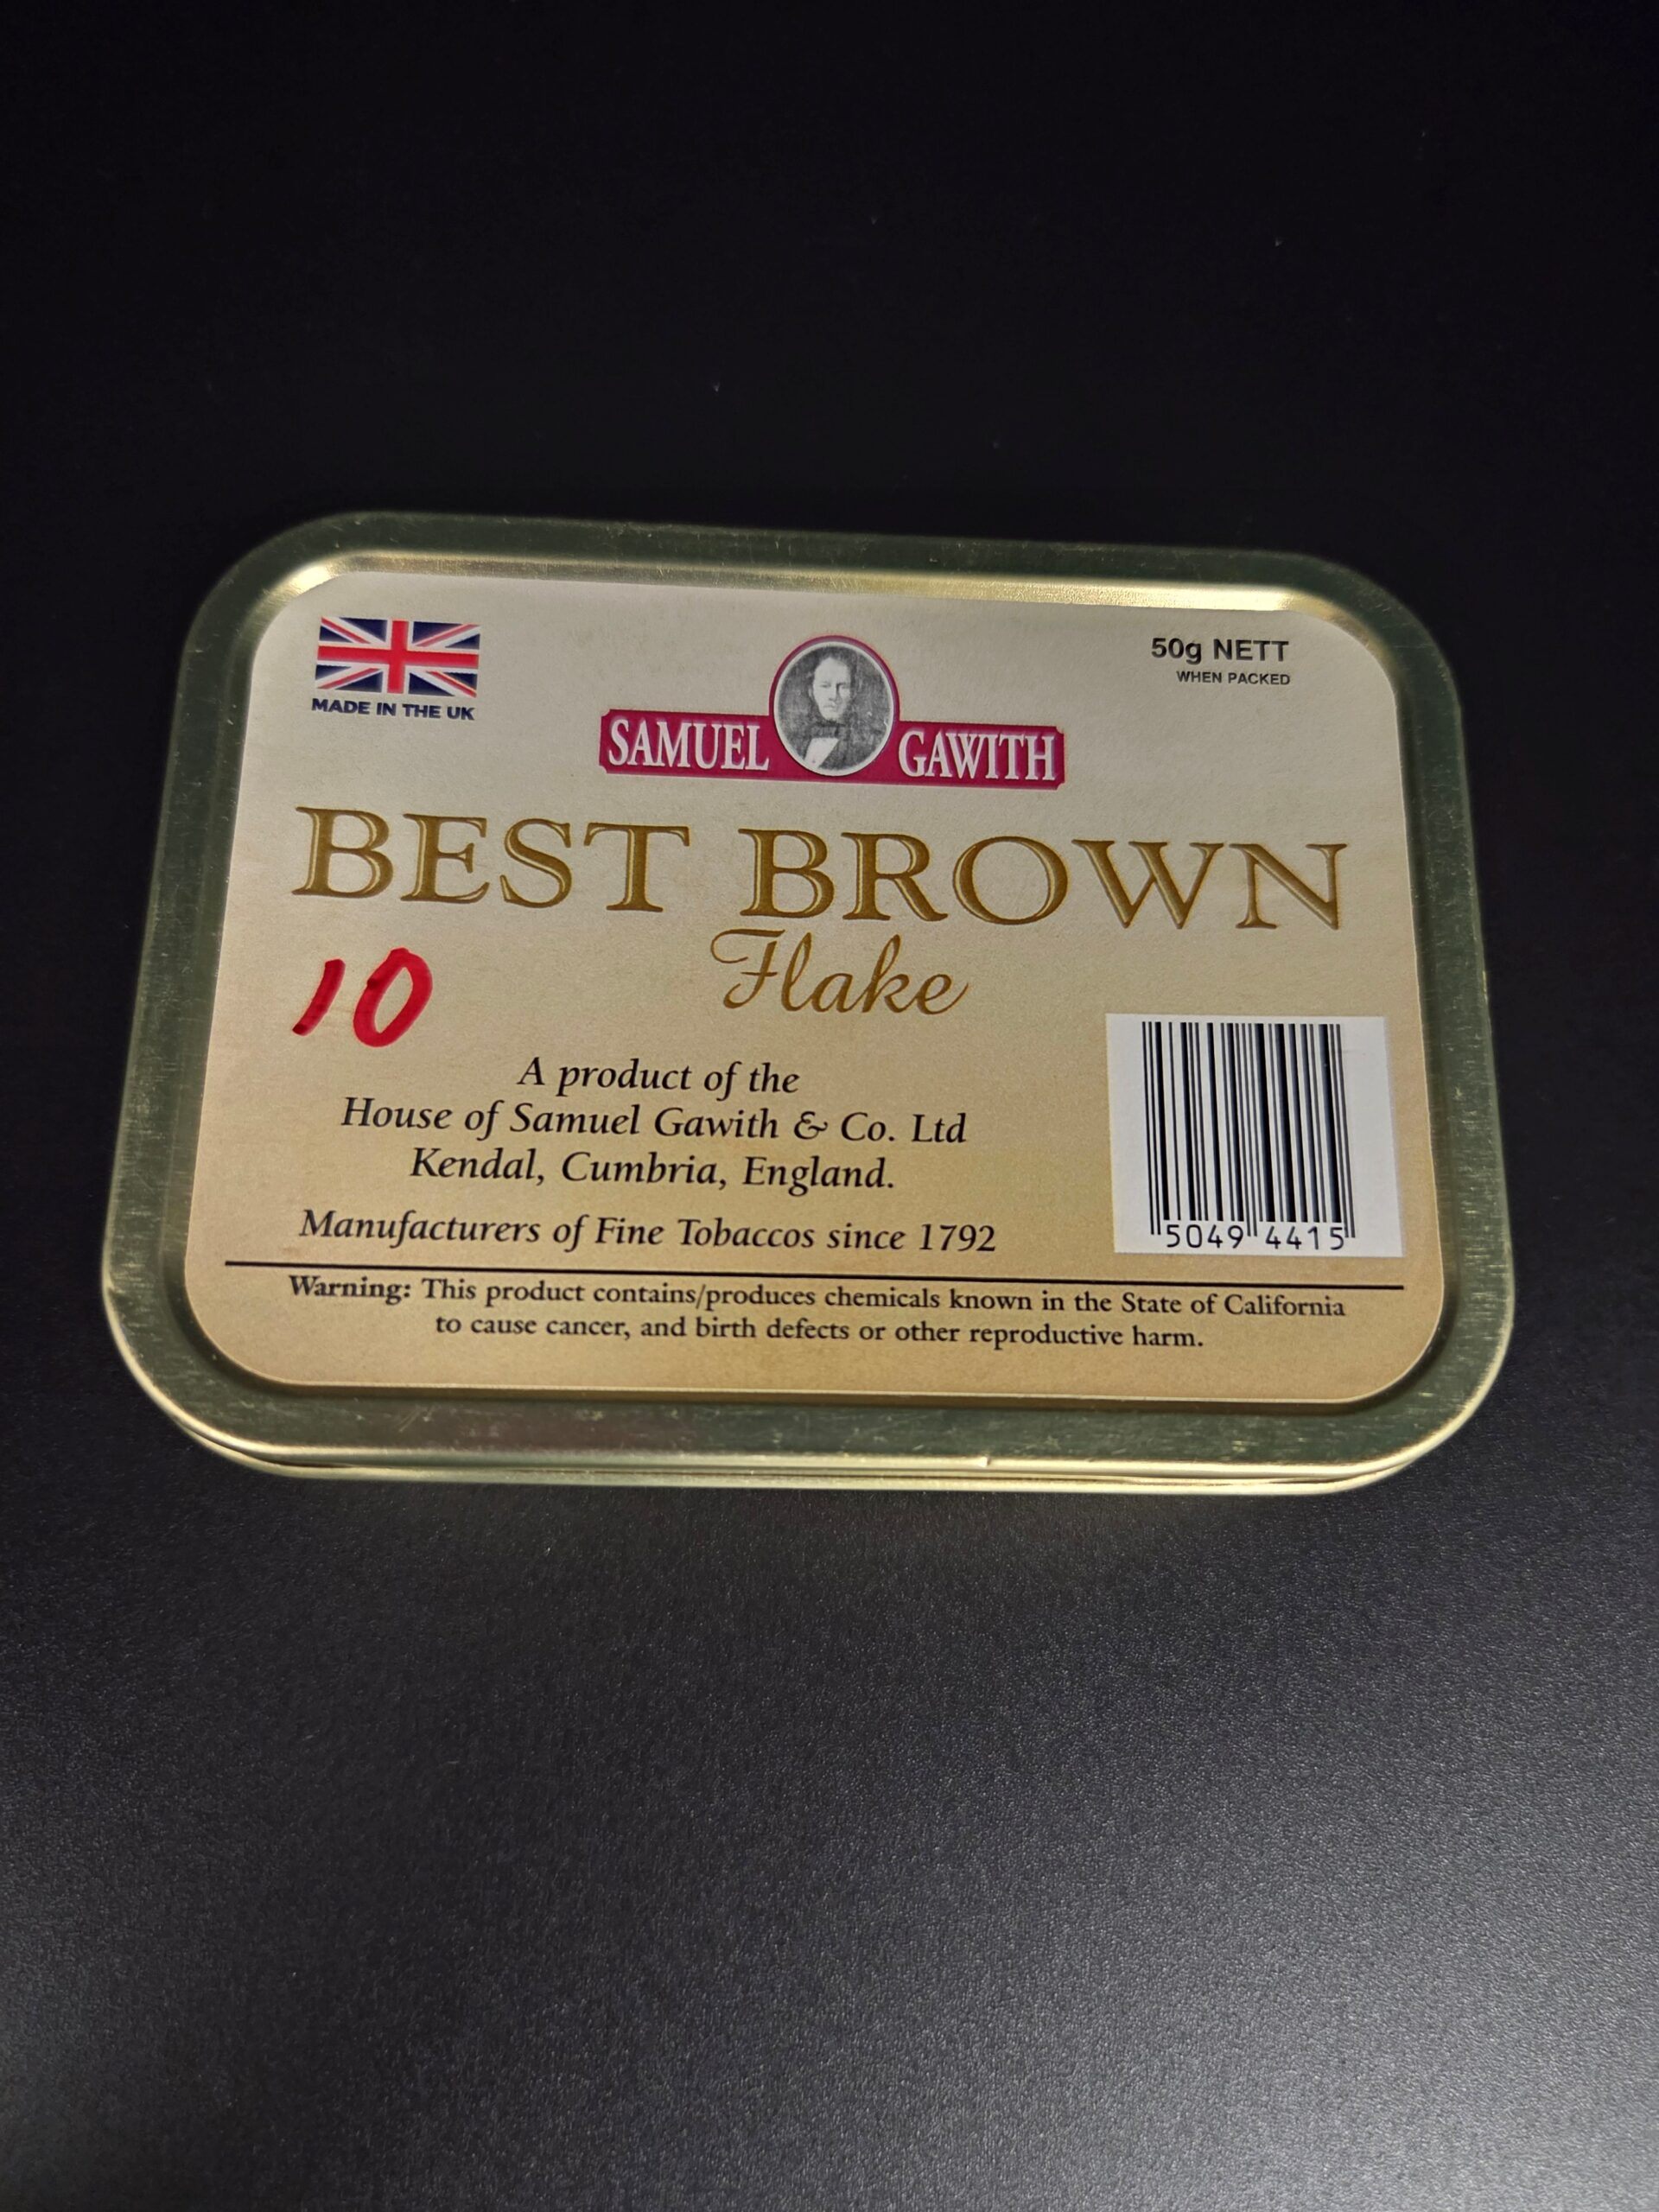 MADE IN THE UK
50g NETT
WHEN PACKED
SAMUEL GAWITH
BEST BROWN
Flake
10
A product of the
House of Samuel Gawith & Co. Ltd
Kendal, Cumbria, England.
Manufacturers of Fine Tobaccos since 1792
5049 4415
Warning: This product contains/produces chemicals known in the State of California
to cause cancer, and birth defects or other reproductive harm.